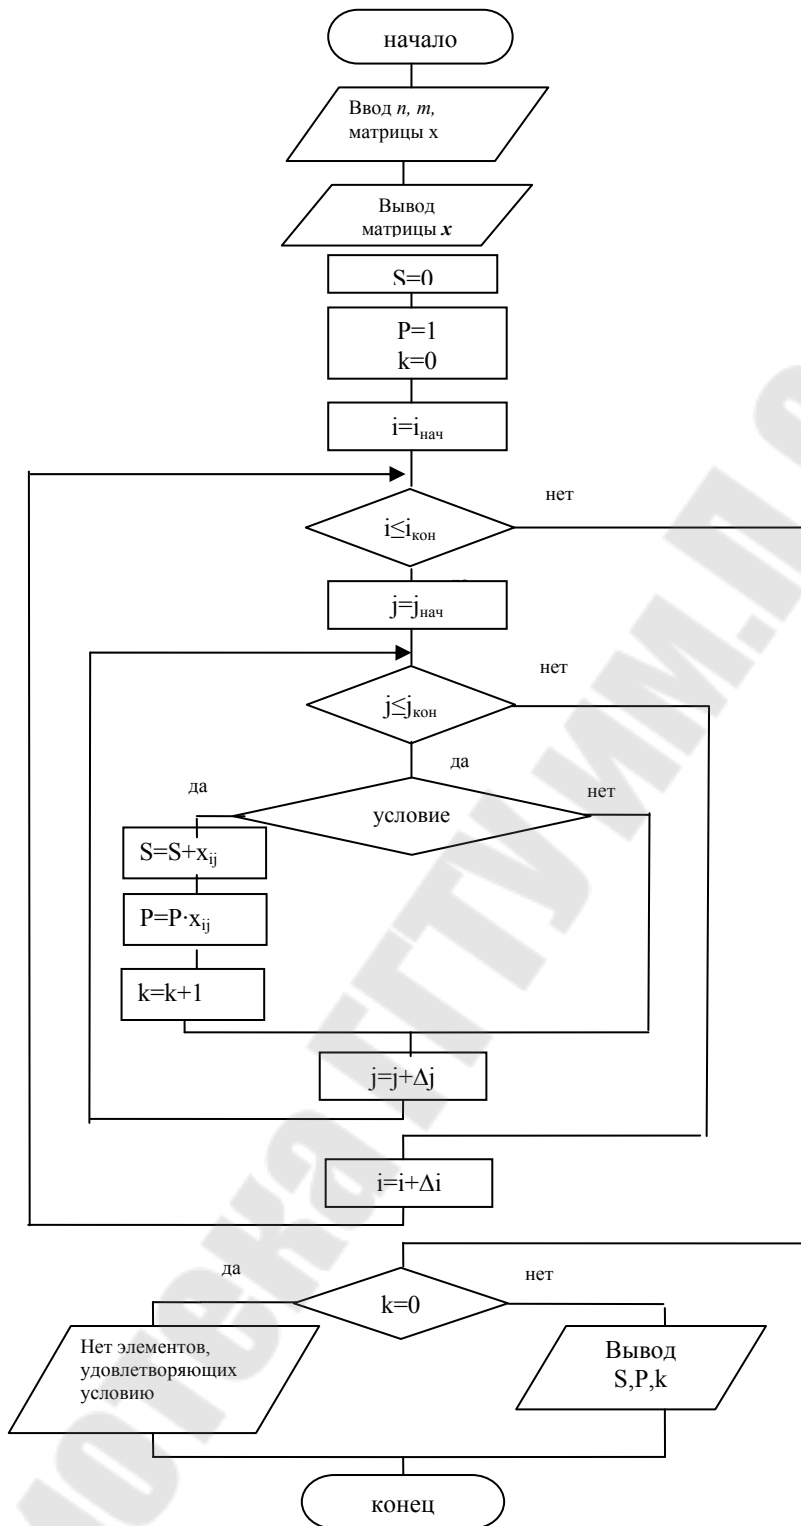 начало
Ввод n, m,
матрицы x
Вывод
матрицы x
S=0
P=1
k=0
i=iнач
нет
i≤iкон
j=jнач
нет
j≤jкон
да
да
нет
условие
S=S+xij
P=P·xij
k=k+1
j=j+Δj
i=i+Δi
да
нет
k=0
Нет элементов,
удовлетворяющих
условию
Вывод
S,P,k
конец